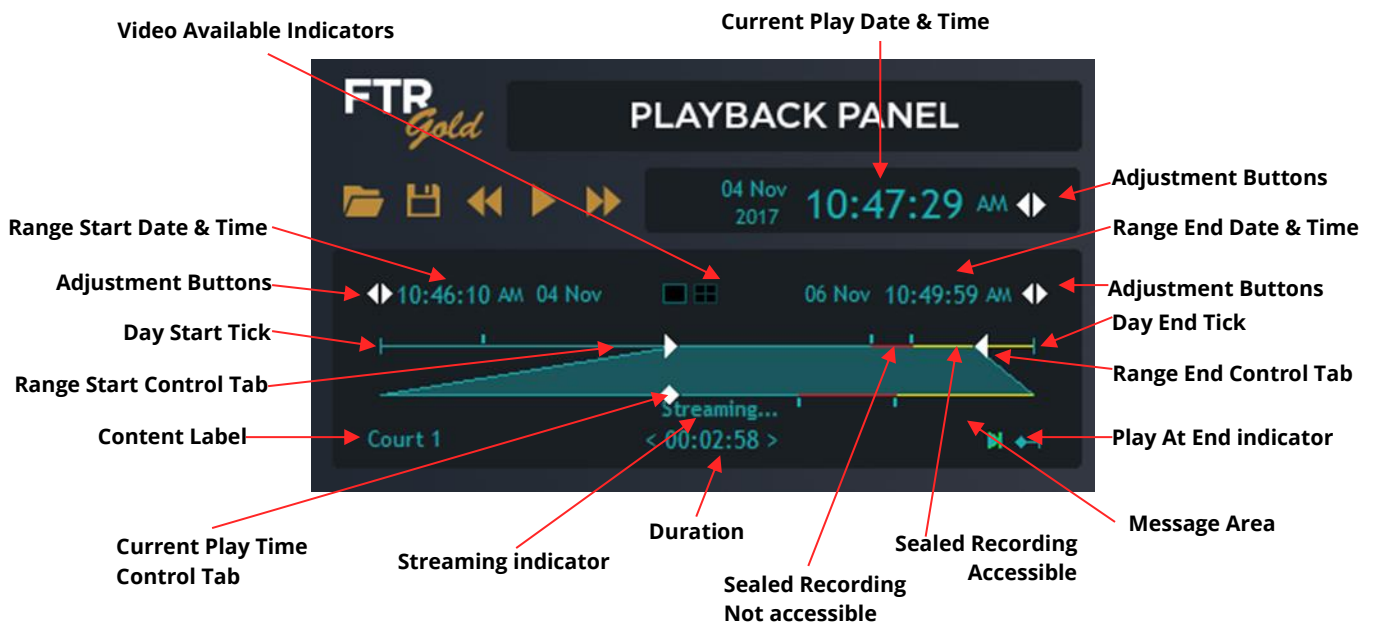 Current Play Date & Time
Video Available Indicators
FTR
Gold
PLAYBACK PANEL
04 Nov
2017
10:47:29 AM
Adjustment Buttons
Range Start Date & Time
Range End Date & Time
Adjustment Buttons
10:46:10 AM 04 Nov
06 Nov 10:49:59 AM
Adjustment Buttons
Day Start Tick
Day End Tick
Range Start Control Tab
Range End Control Tab
Streaming...
Content Label
Court 1
< 00:02:58 >
Play At End indicator
Current Play Time
Control Tab
Streaming indicator
Duration
Sealed Recording
Not accessible
Sealed Recording
Accessible
Message Area